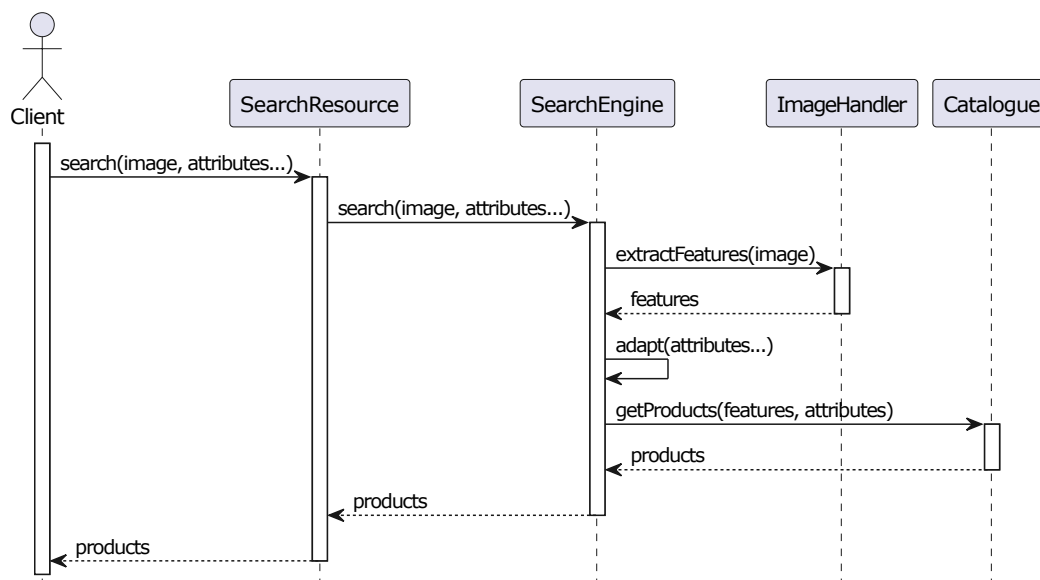 Client
SearchResource
SearchEngine
ImageHandler
Catalogue
search(image, attributes...)
search(image, attributes...)
extractFeatures(image)
features
adapt(attributes...)
getProducts(features, attributes)
products
products
products